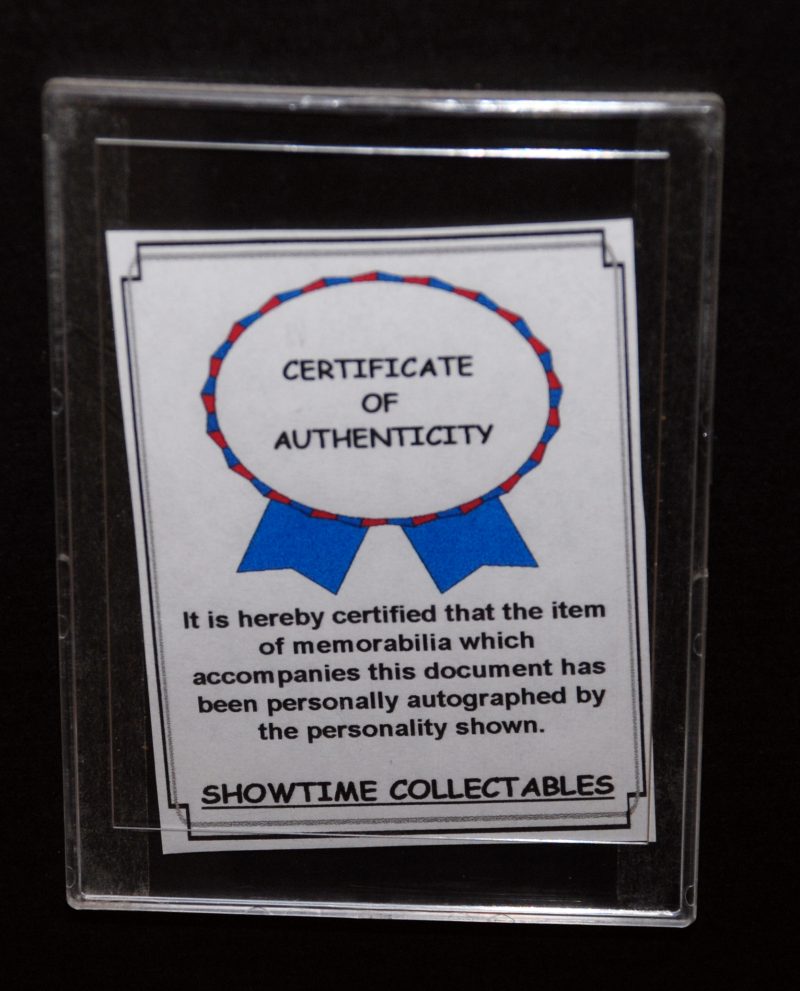 CERTIFICATE
OF
AUTHENTICITY
It is hereby certified that the item
of memorabilia which
accompanies this document has
been personally autographed by
the personality shown.
SHOWTIME COLLECTABLES